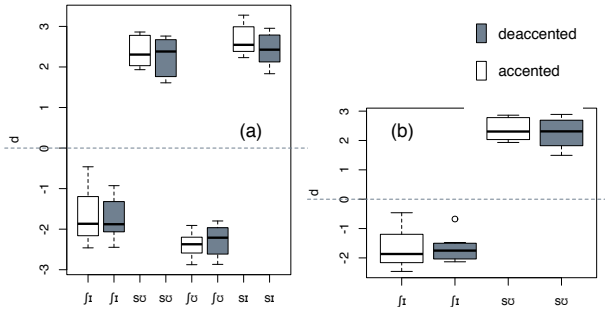 deaccented
accented
(a)
d
3
2
1
0
-1
-2
-3
ʃɪ ʃɪ sʊ sʊ ʃʊ ʃʊ sɪ sɪ
(b)
d
3
2
1
0
-1
-2
ʃɪ ʃɪ sʊ sʊ